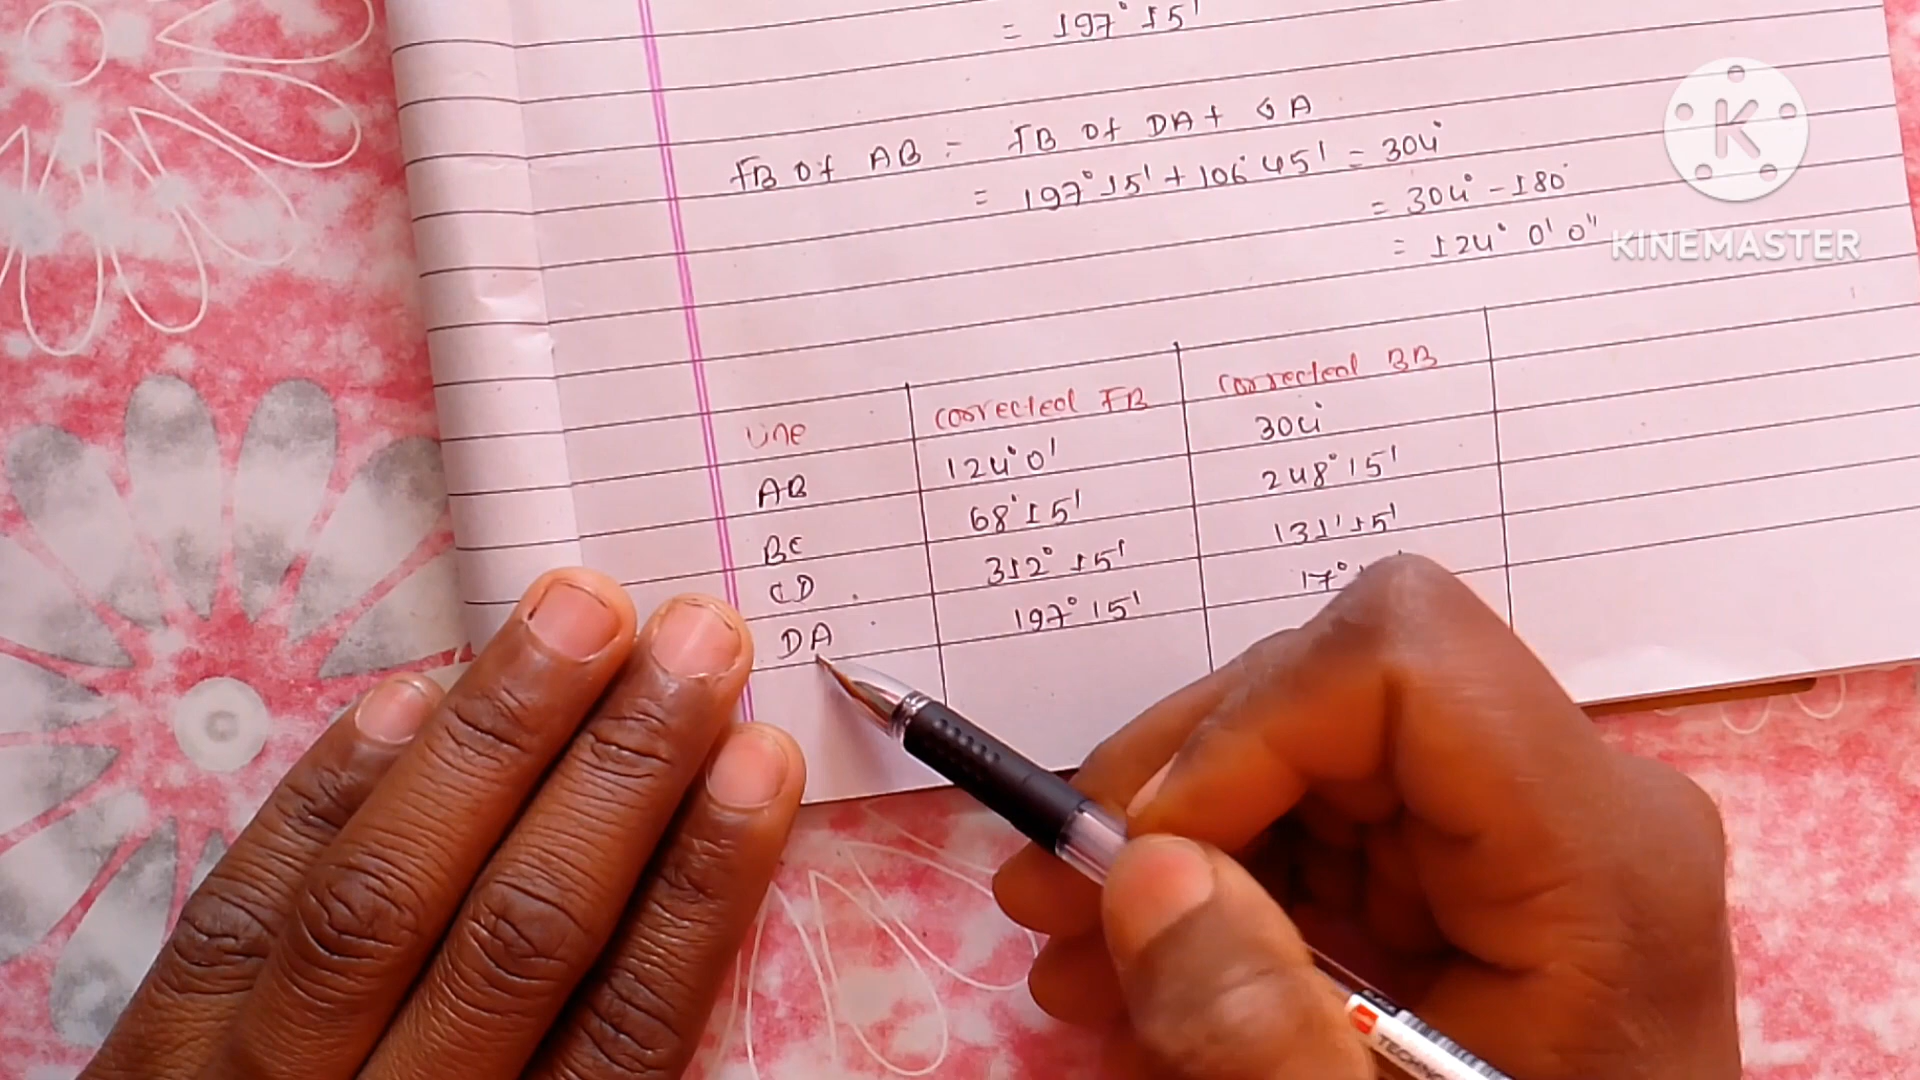 = 197° 15'
FB of AB = FB of DA +
= 197° 15' + 106° 45' = 304°
= 304° - 180°
= 124° 0' 0"
K
KINEMASTER
Line corrected FB corrected BB
AB 124° 0' 304°
BC 68° 15' 248° 15'
CD 312° 15' 131' 15'
DA 197° 15' 17°
TECHNO